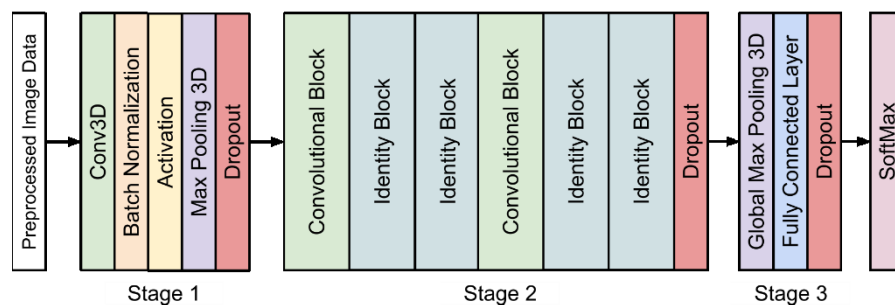 Preprocessed Image Data
Conv3D
Batch Normalization
Activation
Max Pooling 3D
Dropout
Convolutional Block
Identity Block
Identity Block
Convolutional Block
Identity Block
Identity Block
Dropout
Global Max Pooling 3D
Fully Connected Layer
Dropout
SoftMax
Stage 1
Stage 2
Stage 3